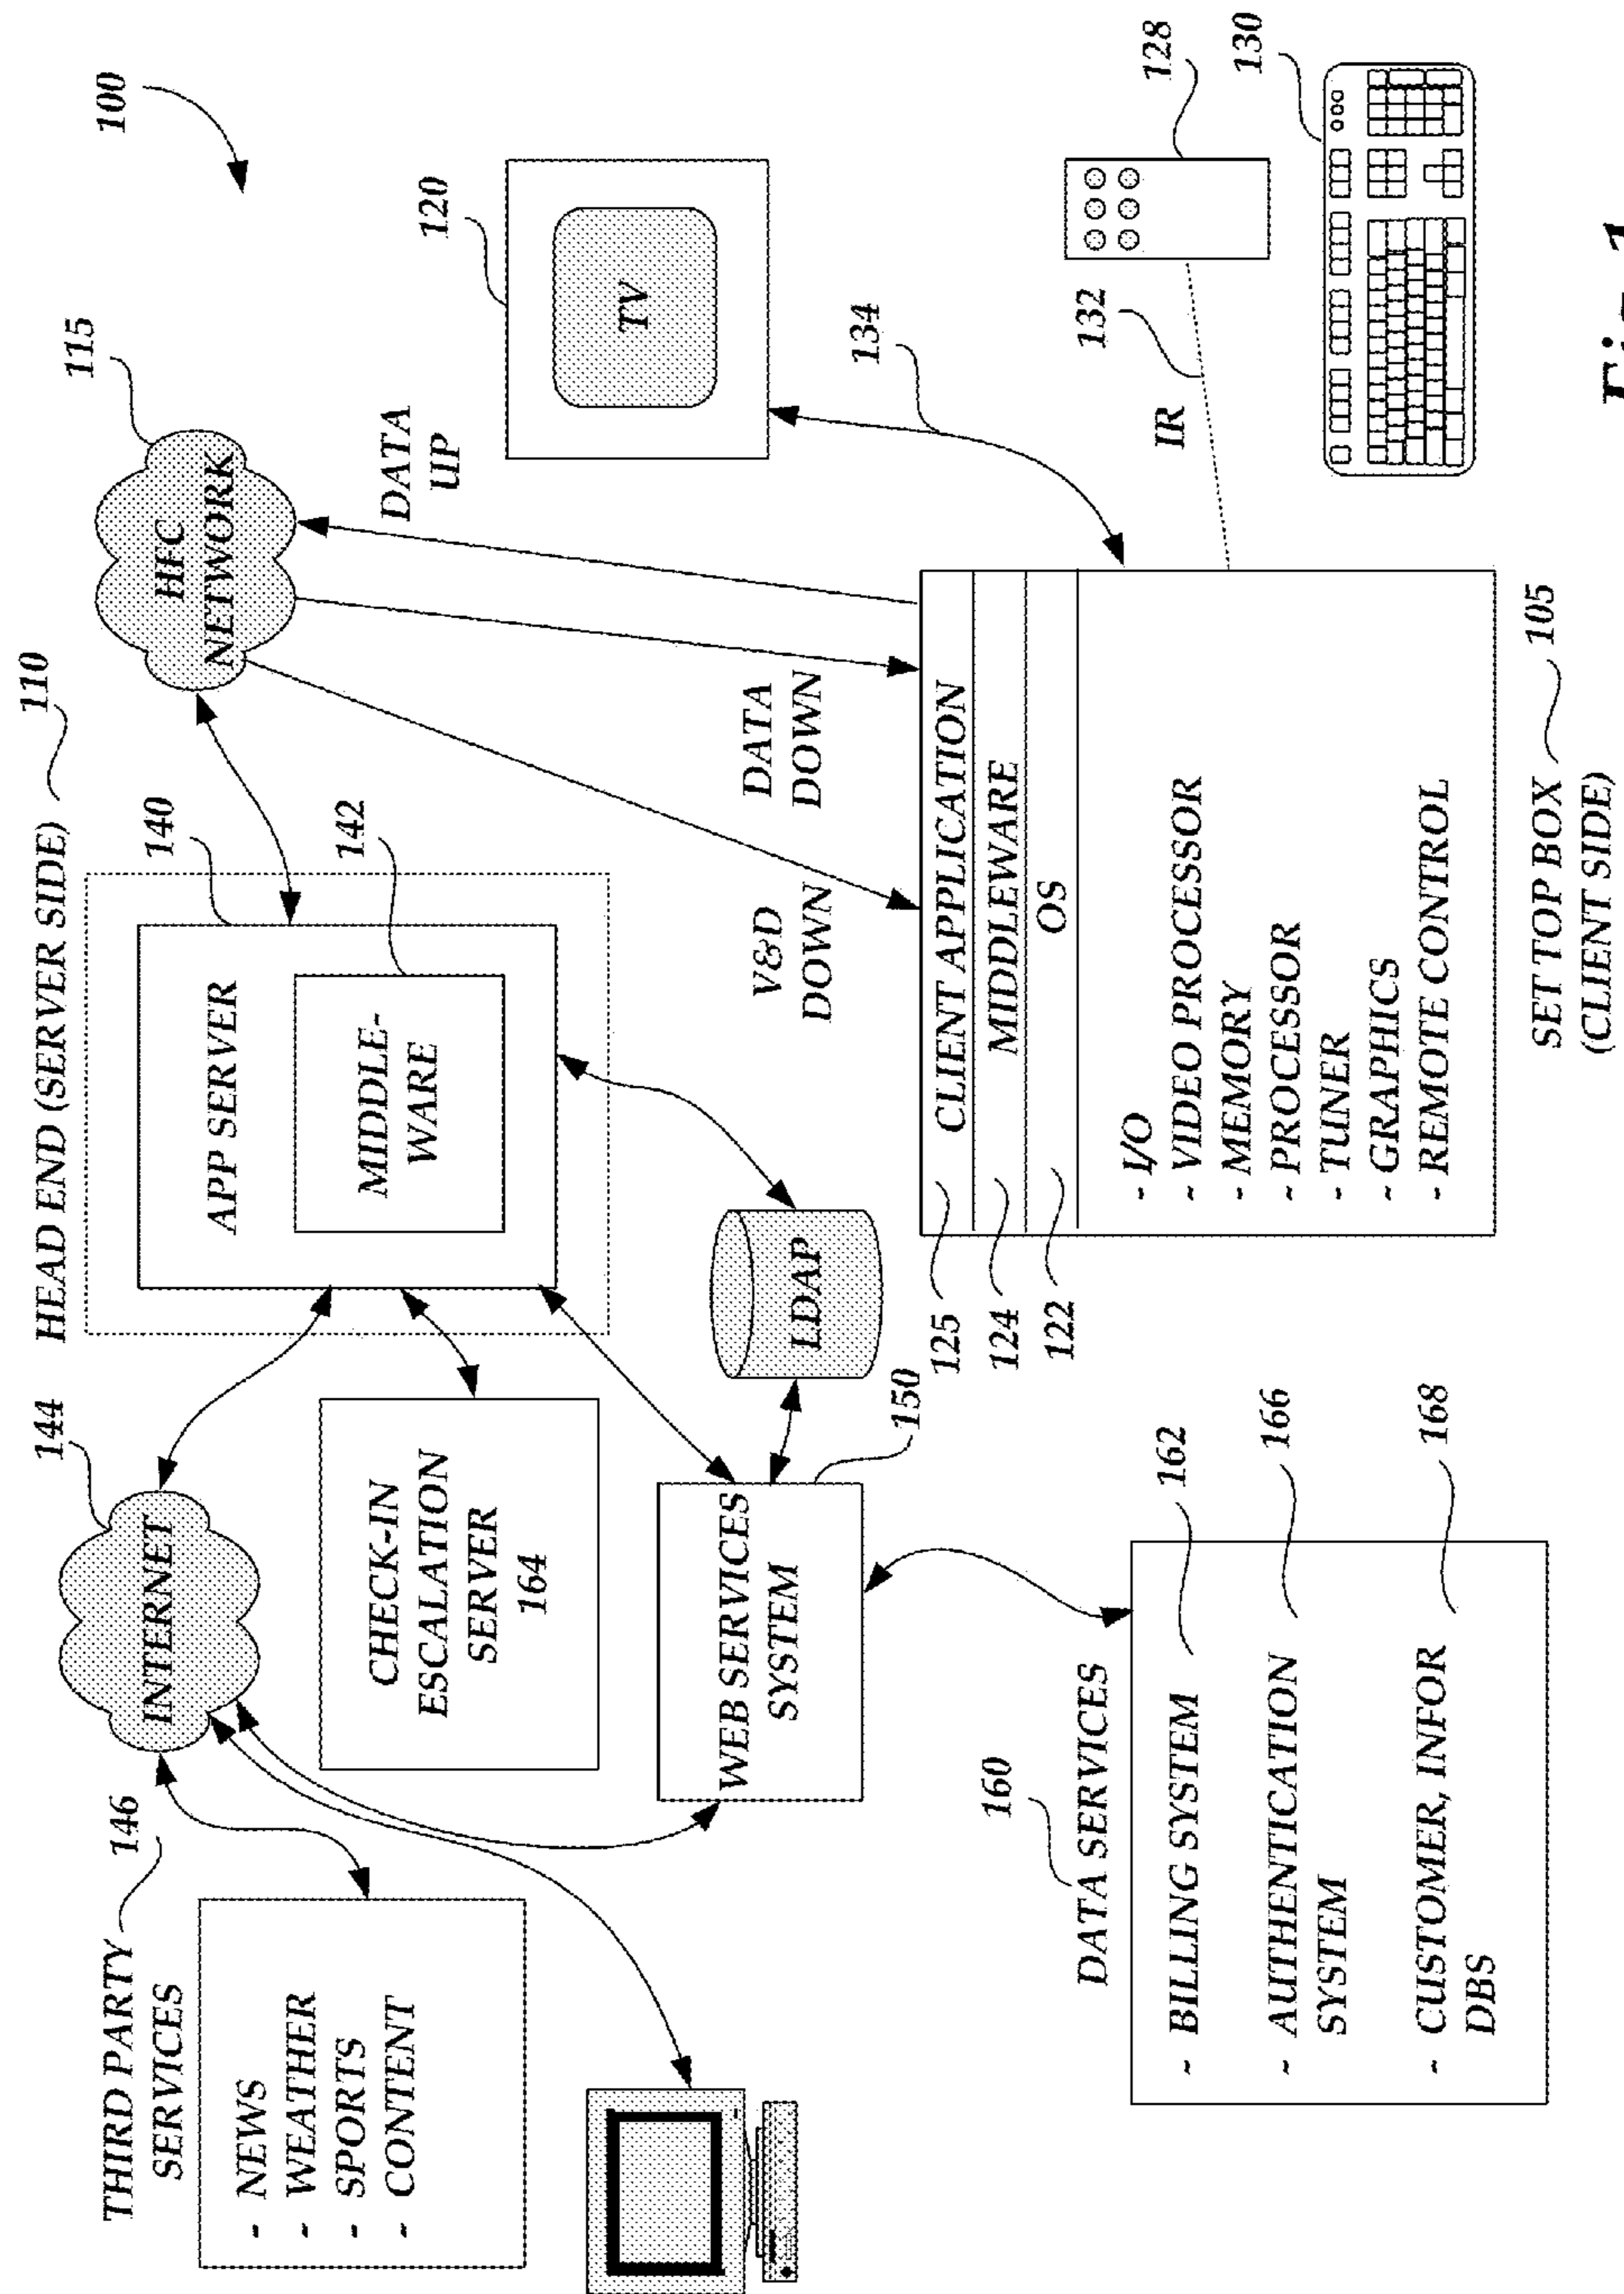 100
HEAD END (SERVER SIDE) 110
THIRD PARTY 146
SERVICES
- NEWS
- WEATHER
- SPORTS
- CONTENT
144
INTERNET
CHECK-IN
ESCALATION
SERVER
164
WEB SERVICES
SYSTEM
150
LDAP
140
APP SERVER
142
MIDDLE-
WARE
115
HFC
NETWORK
DATA
UP
DATA
DOWN
V&D
DOWN
120
TV
134
132
IR
128
130
160
DATA SERVICES
- BILLING SYSTEM 162
- AUTHENTICATION 166
SYSTEM
- CUSTOMER, INFOR 168
DBS
125 CLIENT APPLICATION
124 MIDDLEWARE
122 OS
- I/O
- VIDEO PROCESSOR
- MEMORY
- PROCESSOR
- TUNER
- GRAPHICS
- REMOTE CONTROL
SET TOP BOX 105
(CLIENT SIDE)